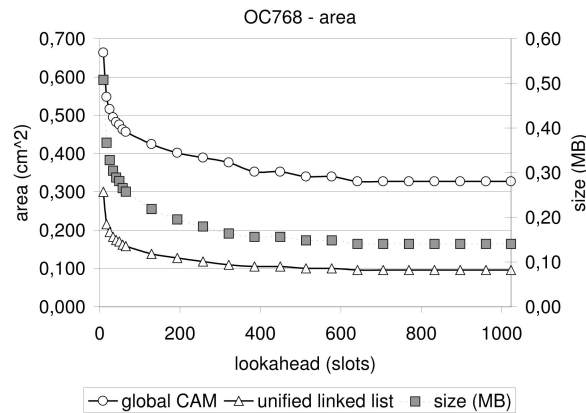 OC768 - area
0,700
0,600
0,500
0,400
0,300
0,200
0,100
0,000
area (cm^2)
0,60
0,50
0,40
0,30
0,20
0,10
0,00
size (MB)
0 200 400 600 800 1000
lookahead (slots)
global CAM unified linked list size (MB)